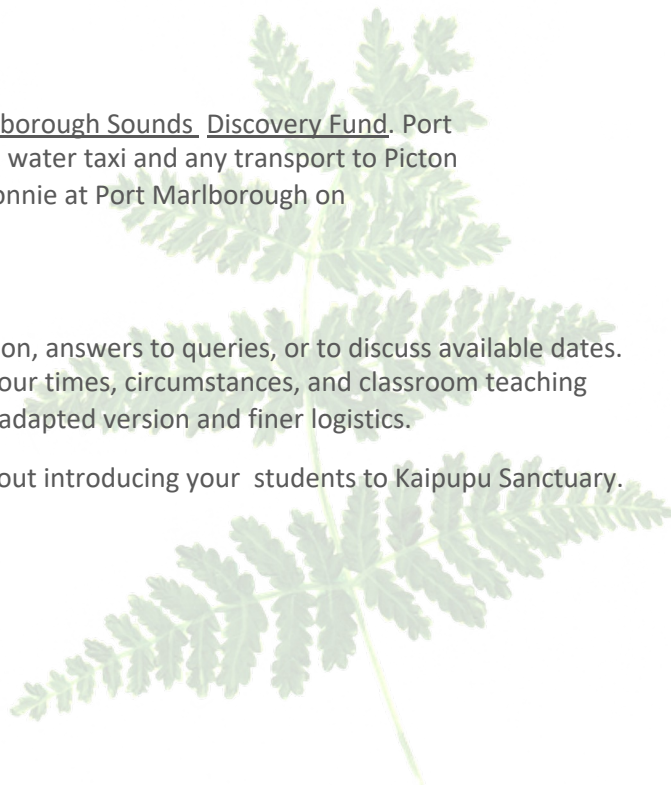 borough Sounds Discovery Fund. Port
water taxi and any transport to Picton
onnie at Port Marlborough on
on, answers to queries, or to discuss available dates.
our times, circumstances, and classroom teaching
adapted version and finer logistics.
out introducing your students to Kaipupu Sanctuary.